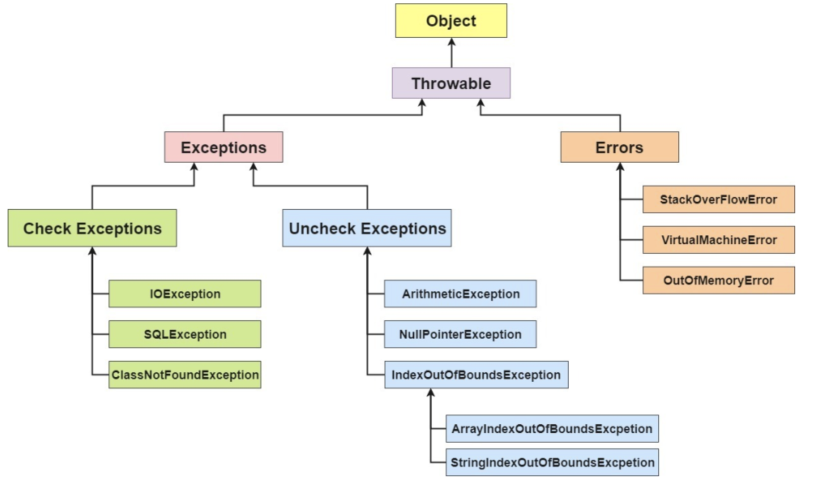 Object
Throwable
Exceptions
Errors
Check Exceptions
Uncheck Exceptions
StackOverFlowError
VirtualMachineError
OutOfMemoryError
IOException
SQLException
ClassNotFoundException
ArithmeticException
NullPointerException
IndexOutOfBoundsException
ArrayIndexOutOfBoundsExcpetion
StringIndexOutOfBoundsExcpetion